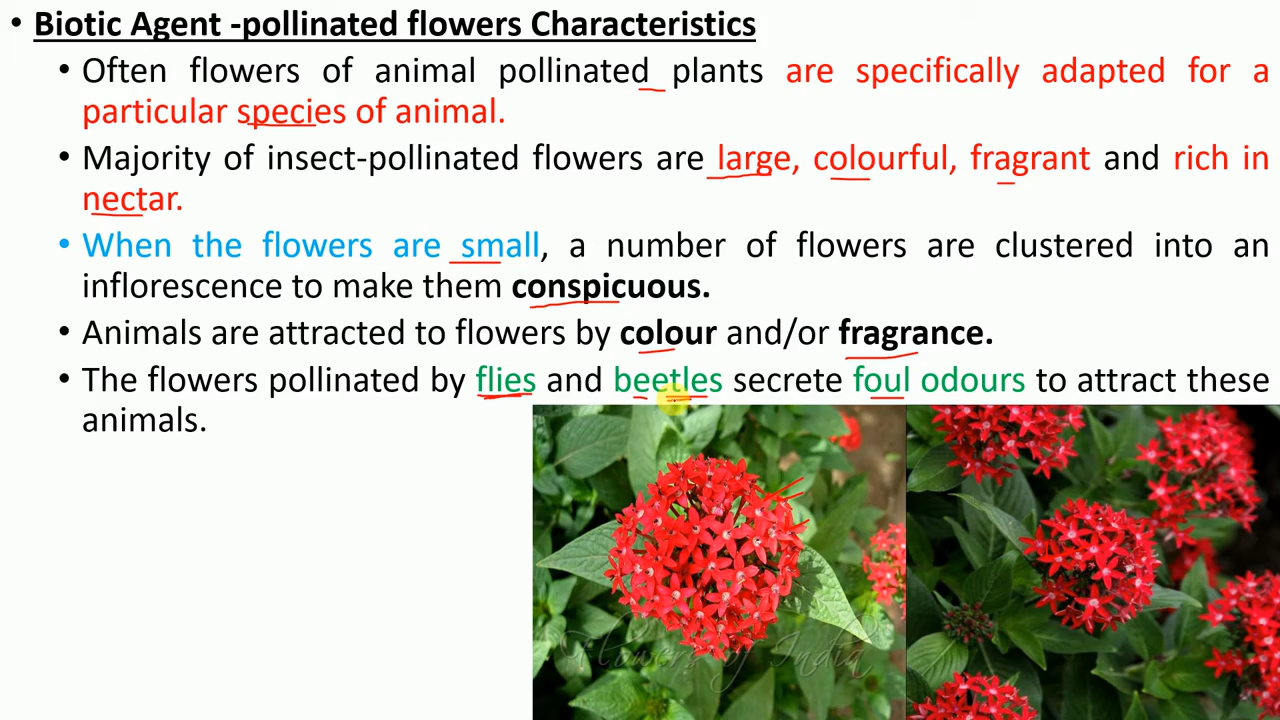 • Biotic Agent -pollinated flowers Characteristics
• Often flowers of animal pollinated plants are specifically adapted for a
particular species of animal.
• Majority of insect-pollinated flowers are large, colourful, fragrant and rich in
nectar.
• When the flowers are small, a number of flowers are clustered into an
inflorescence to make them conspicuous.
• Animals are attracted to flowers by colour and/or fragrance.
• The flowers pollinated by flies and beetles secrete foul odours to attract these
animals.
Flowers of India